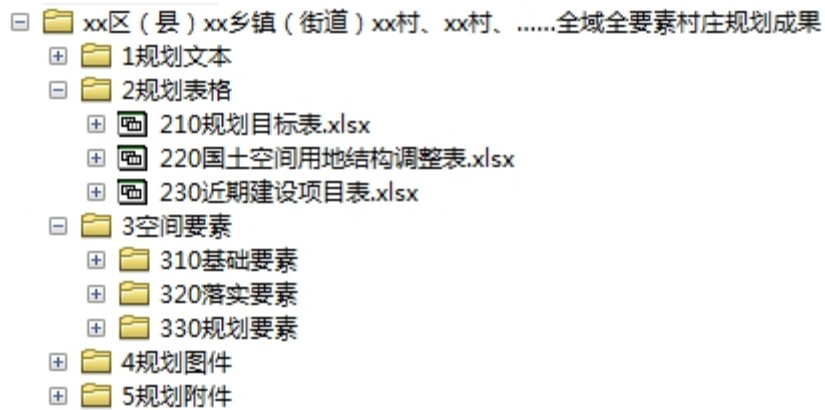 xx区（县）xx乡镇（街道）xx村、xx村、......全域全要素村庄规划成果
1规划文本
2规划表格
210规划目标表.xlsx
220国土空间用地结构调整表.xlsx
230近期建设项目表.xlsx
3空间要素
310基础要素
320落实要素
330规划要素
4规划图件
5规划附件